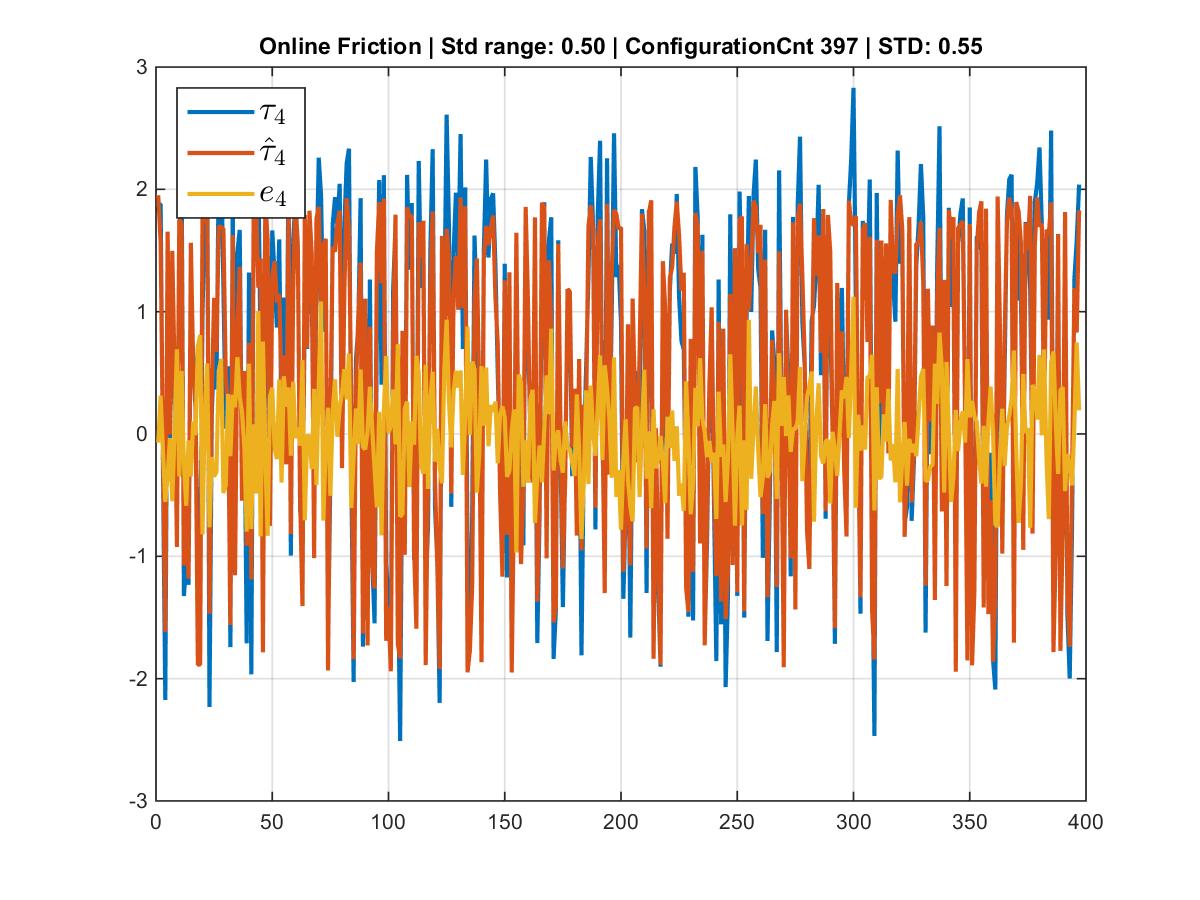 Online Friction | Std range: 0.50 | ConfigurationCnt 397 | STD: 0.55
3
2
1
0
-1
-2
-3
τ₄
τ̂₄
e₄
0 50 100 150 200 250 300 350 400